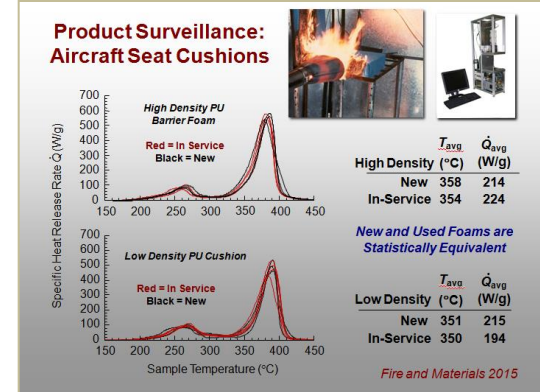 Product Surveillance:
Aircraft Seat Cushions
Specific Heat Release Rate Q̇ (W/g)
700
600
500
400
300
200
100
0
High Density PU
Barrier Foam
Red = In Service
Black = New
150 200 250 300 350 400 450
700
600
500
400
300
200
100
0
Low Density PU Cushion
Red = In Service
Black = New
150 200 250 300 350 400 450
Sample Temperature (°C)
Tavg Q̇avg
High Density (°C) (W/g)
New 358 214
In-Service 354 224
New and Used Foams are
Statistically Equivalent
Tavg Q̇avg
Low Density (°C) (W/g)
New 351 215
In-Service 350 194
Fire and Materials 2015